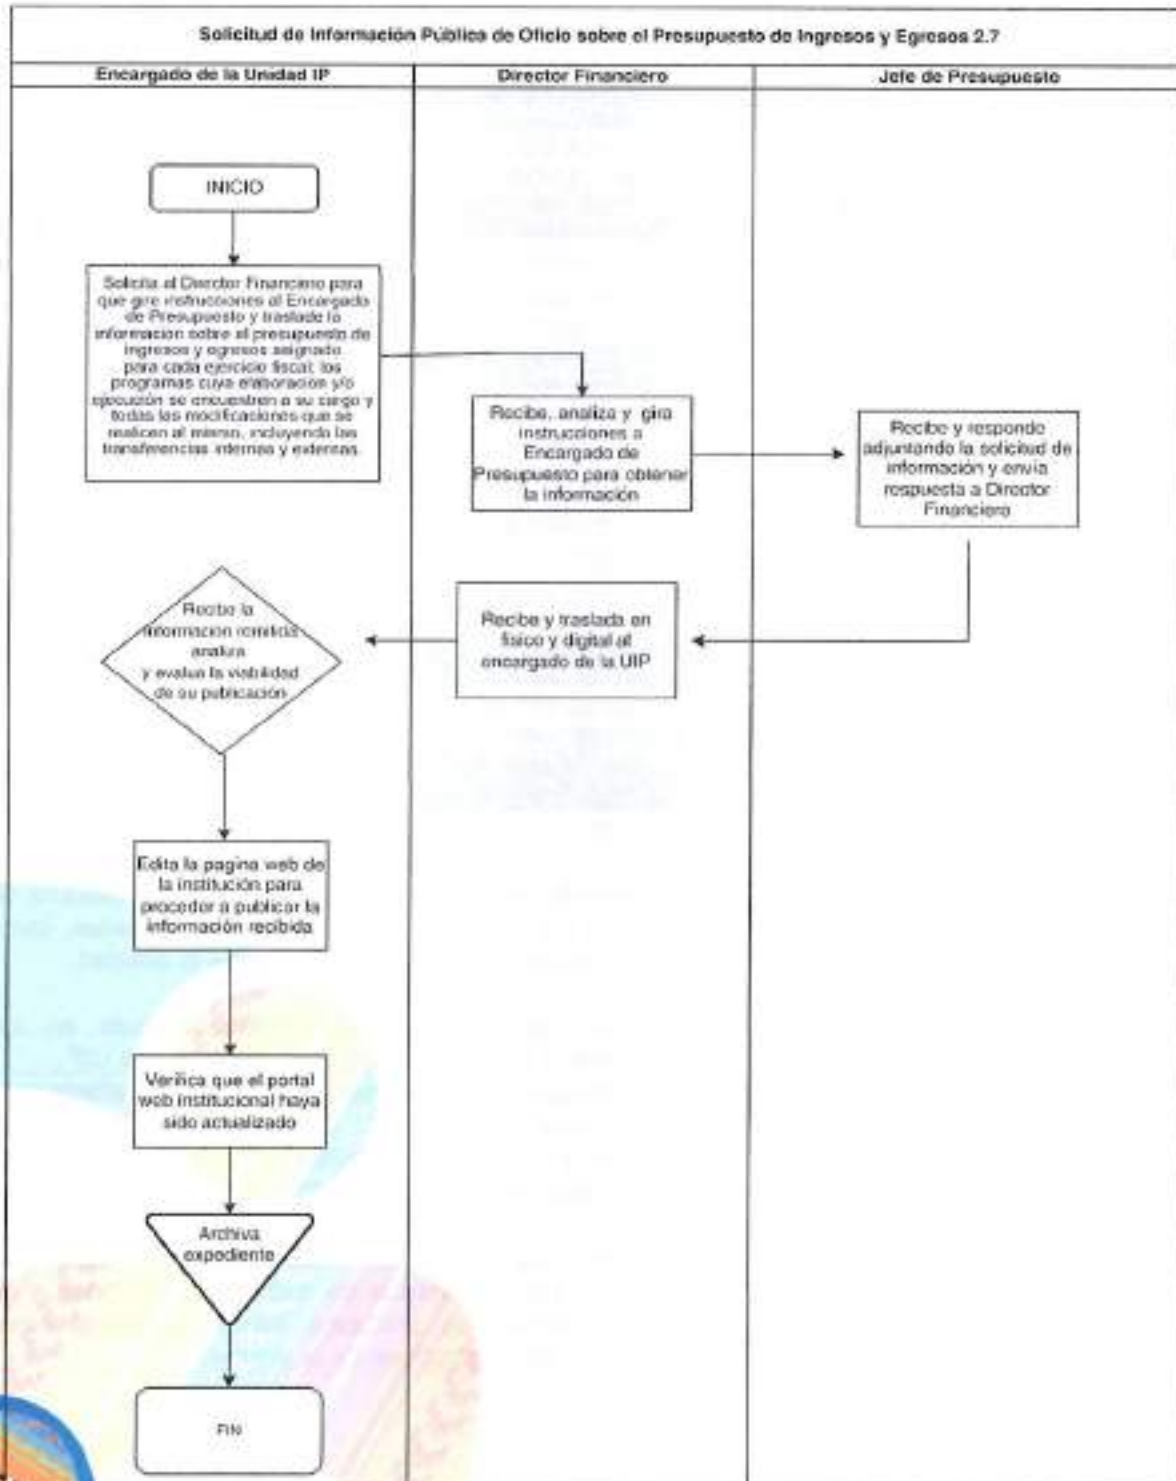 Solicitud de Información Pública de Oficio sobre el Presupuesto de Ingresos y Egresos 2.7
Encargado de la Unidad IP
Director Financiero
Jefe de Presupuesto
INICIO
Solicita al Director Financiero para
que gire instrucciones al Encargado
de Presupuesto y traslade la
información sobre el presupuesto de
ingresos y egresos asignado
para cada ejercicio fiscal; los
programas cuya elaboración y/o
ejecución se encuentren a su cargo y
todas las modificaciones que se
realicen al mismo, incluyendo las
transferencias internas y externas.
Recibe, analiza y gira
instrucciones a
Encargado de
Presupuesto para obtener
la información
Recibe y responde
adjuntando la solicitud de
información y envía
respuesta a Director
Financiero
Recibe y traslada en
físico y digital al
encargado de la UIP
Recibe la
información remitida
analiza
y evalua la viabilidad
de su publicación
Edita la pagina web de
la institución para
proceder a publicar la
información recibida
Verifica que el portal
web institucional haya
sido actualizado
Archiva
expediente
FIN